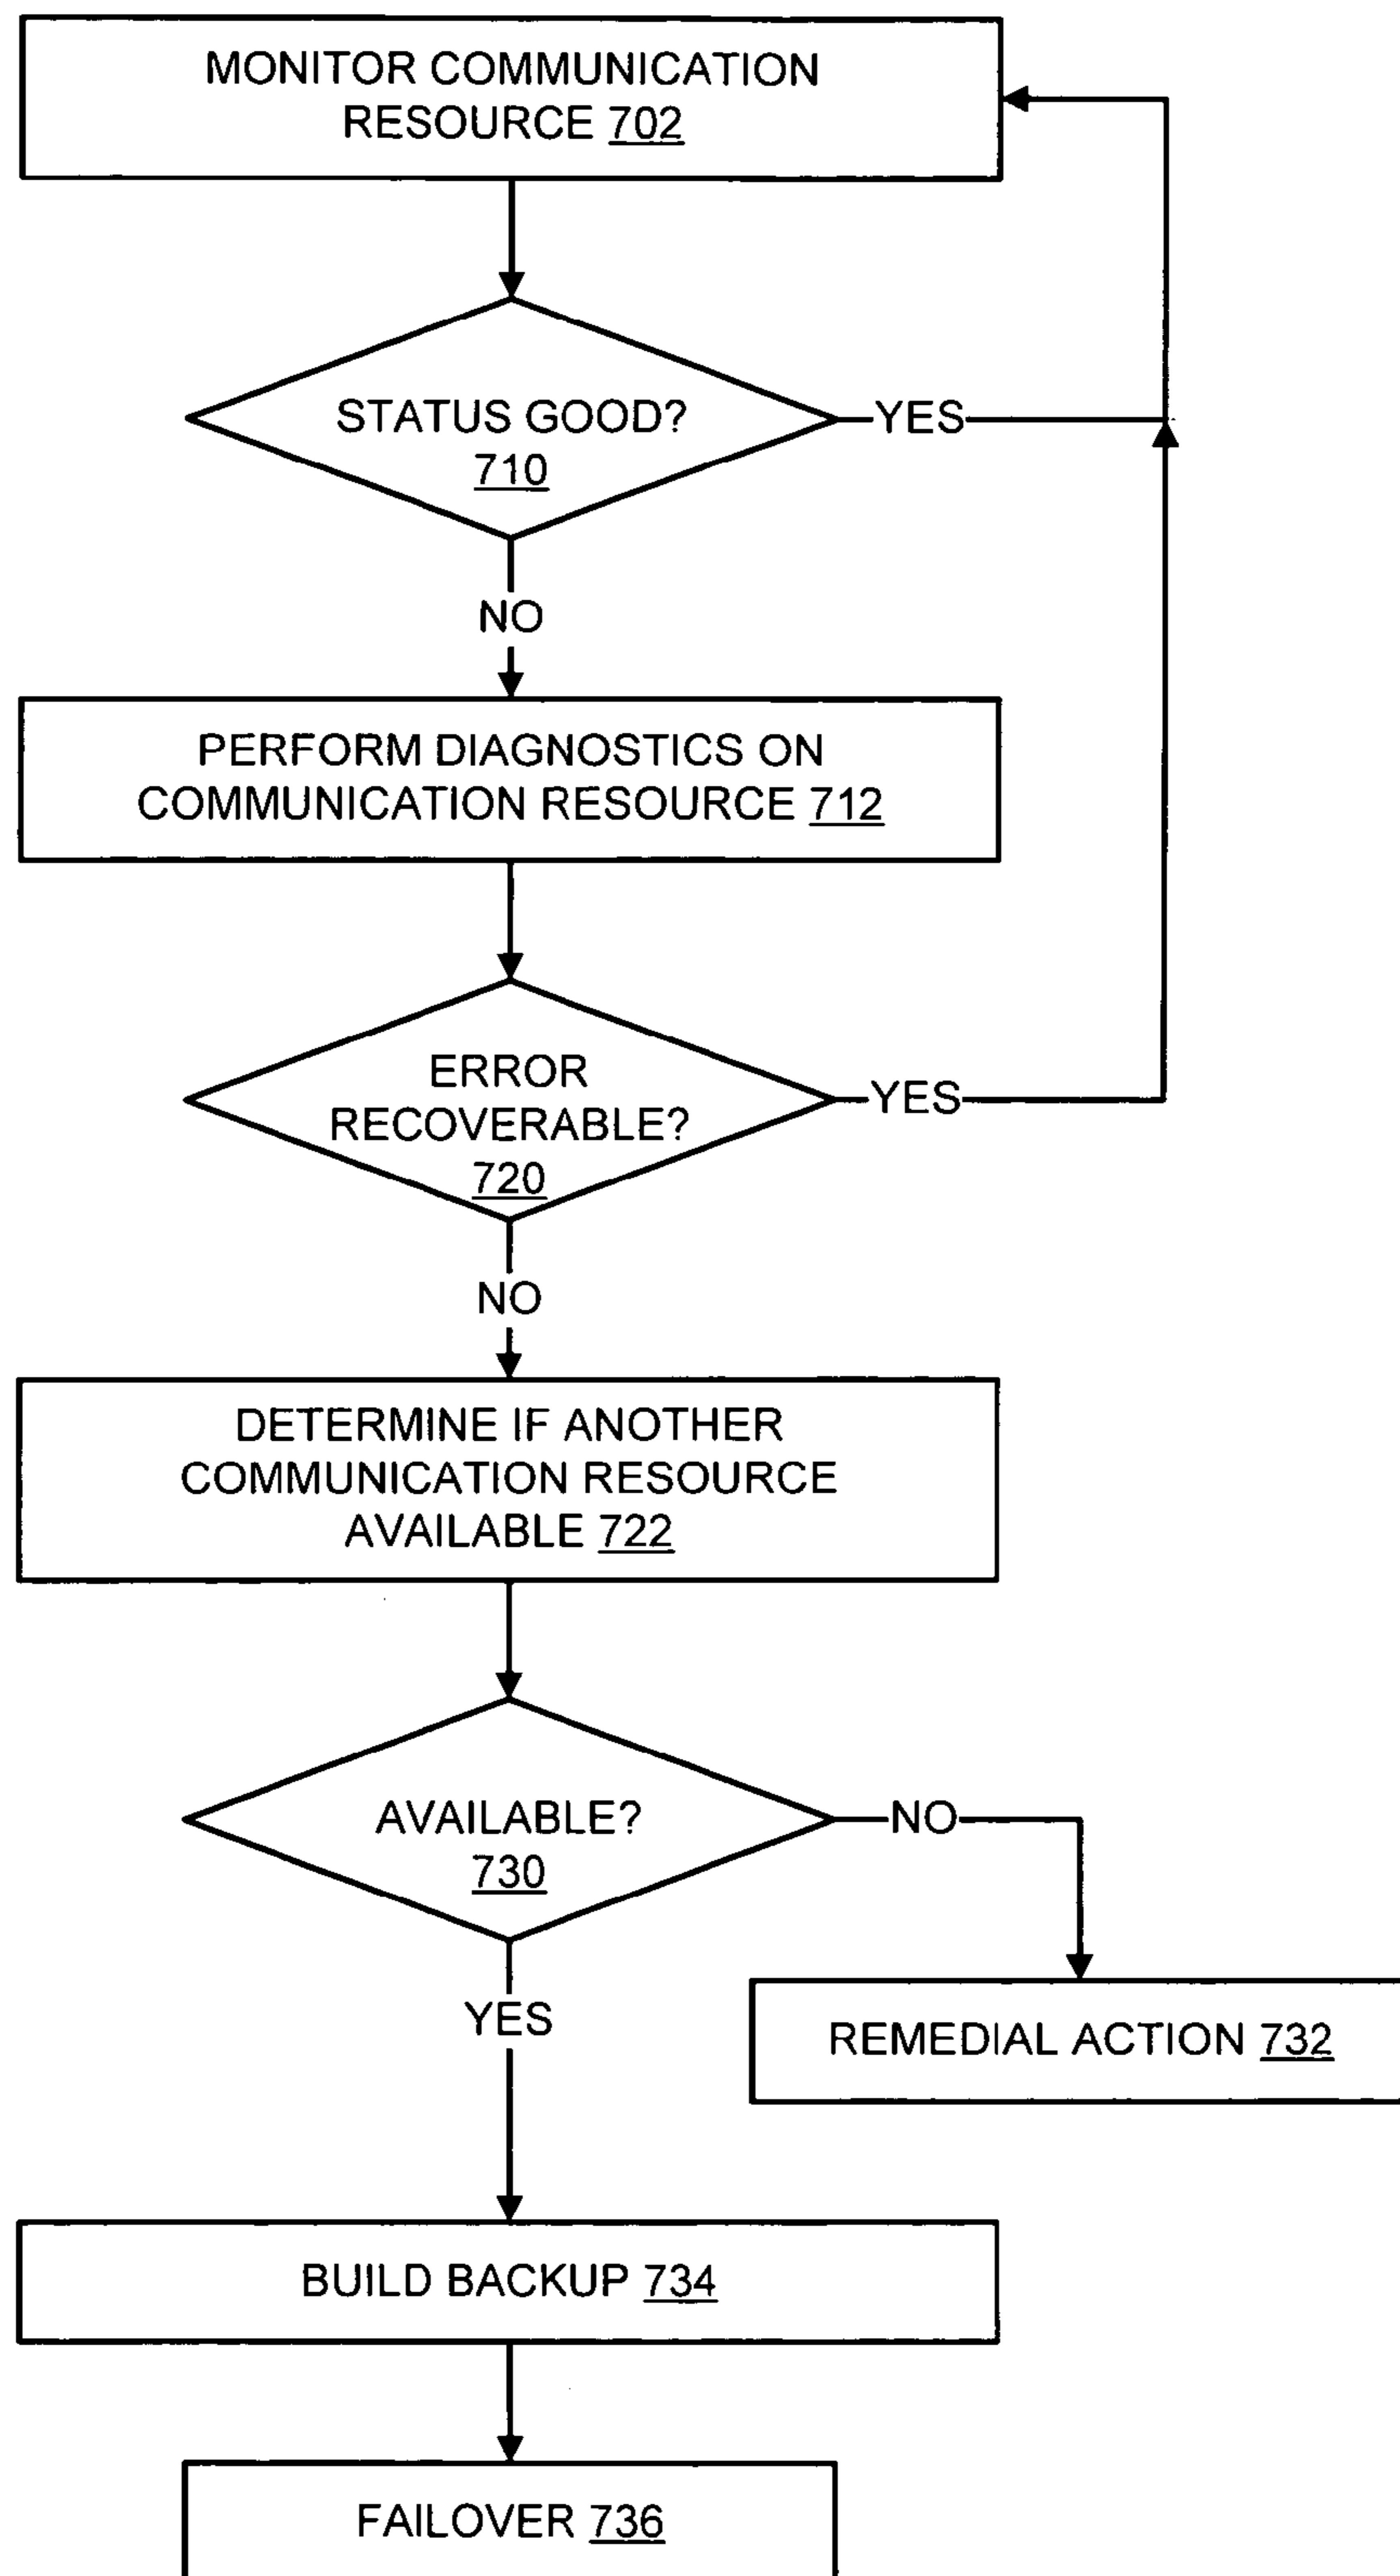 MONITOR COMMUNICATION
RESOURCE 702
STATUS GOOD?
710
YES
NO
PERFORM DIAGNOSTICS ON
COMMUNICATION RESOURCE 712
ERROR
RECOVERABLE?
720
YES
NO
DETERMINE IF ANOTHER
COMMUNICATION RESOURCE
AVAILABLE 722
AVAILABLE?
730
NO
YES
REMEDIAL ACTION 732
BUILD BACKUP 734
FAILOVER 736